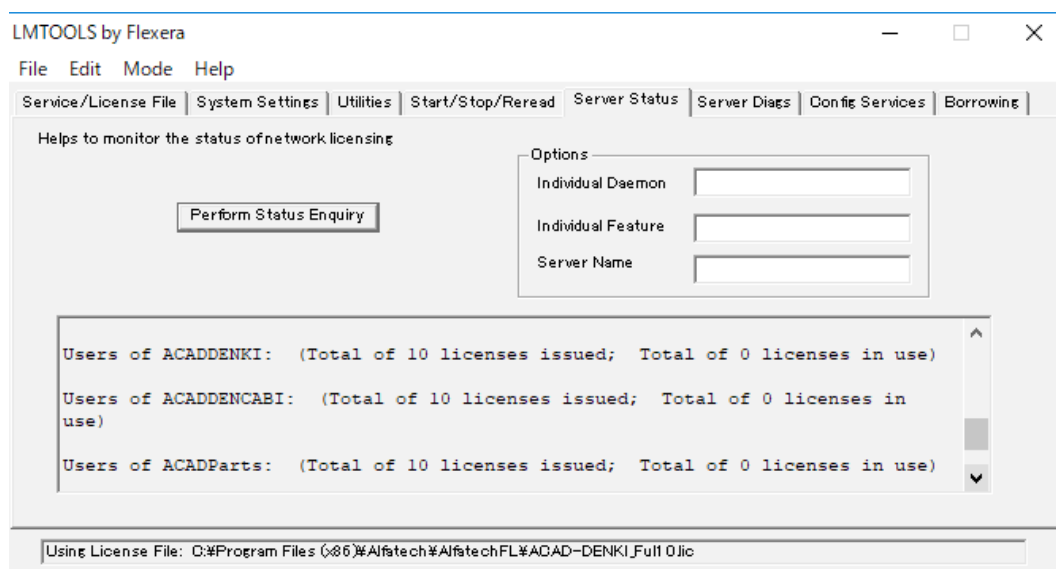 LMTOOLS by Flexera
File Edit Mode Help
Service/License File System Settings Utilities Start/Stop/Reread Server Status Server Diags Config Services Borrowing
Helps to monitor the status of network licensing
Options
Individual Daemon
Perform Status Enquiry
Individual Feature
Server Name
Users of ACADDENKI: (Total of 10 licenses issued; Total of 0 licenses in use)
Users of ACADDENCABI: (Total of 10 licenses issued; Total of 0 licenses in
use)
Users of ACADParts: (Total of 10 licenses issued; Total of 0 licenses in use)
Using License File: C:¥Program Files (x86)¥Alfatech¥AlfatechFL¥ACAD-DENKI_Full0.lic